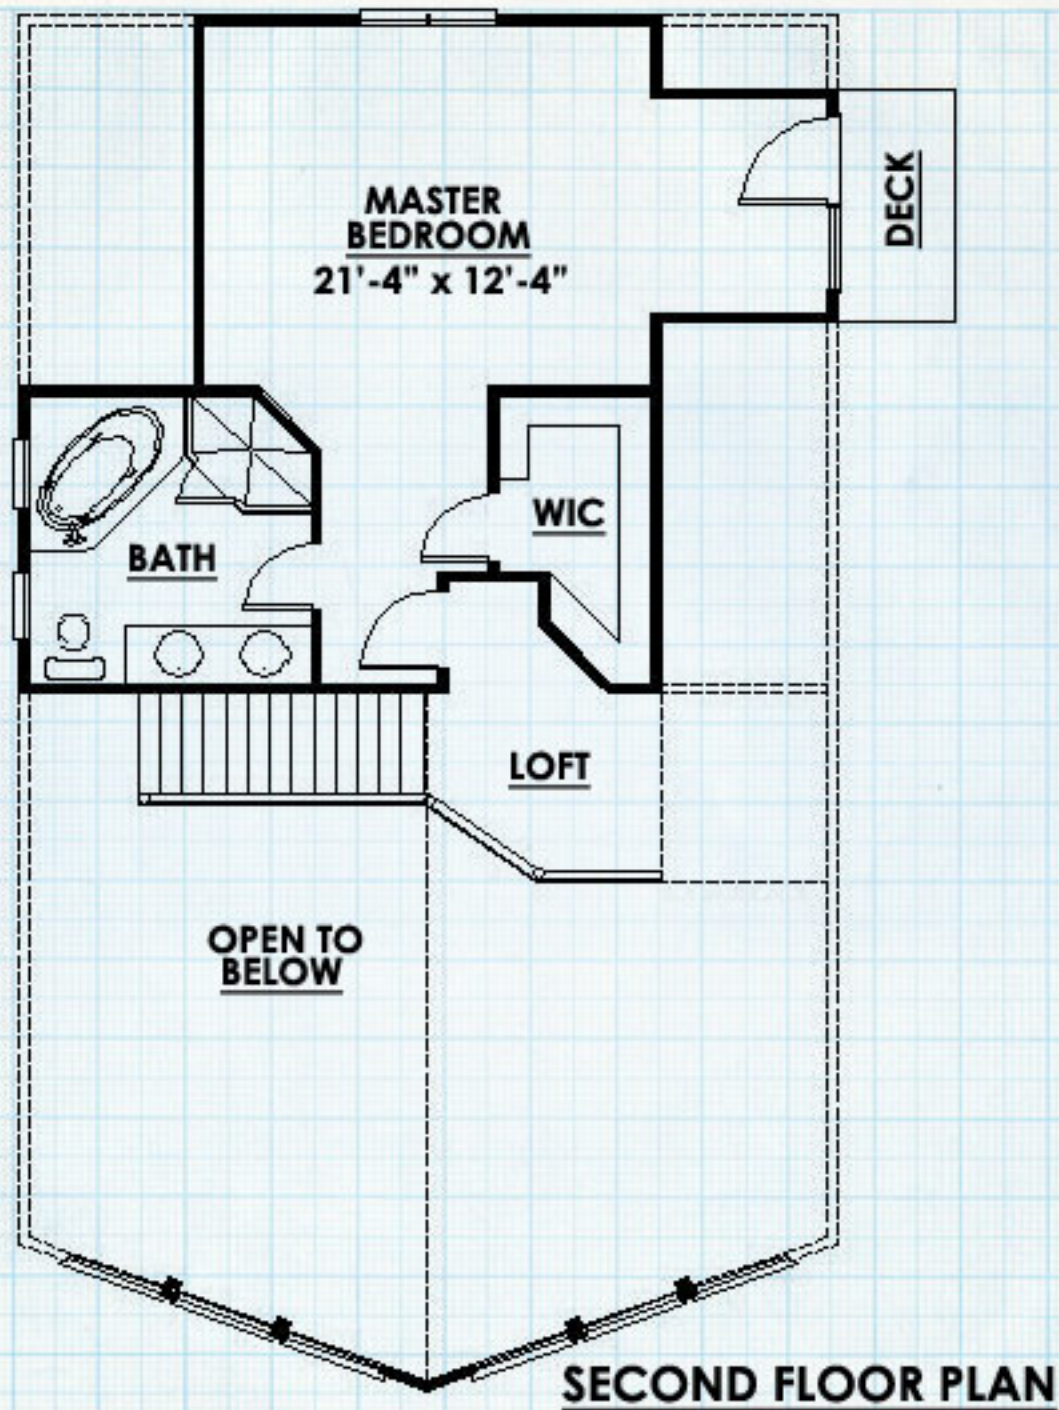 MASTER
BEDROOM
21'-4" x 12'-4"
DECK
WIC
BATH
LOFT
OPEN TO
BELOW
SECOND FLOOR PLAN